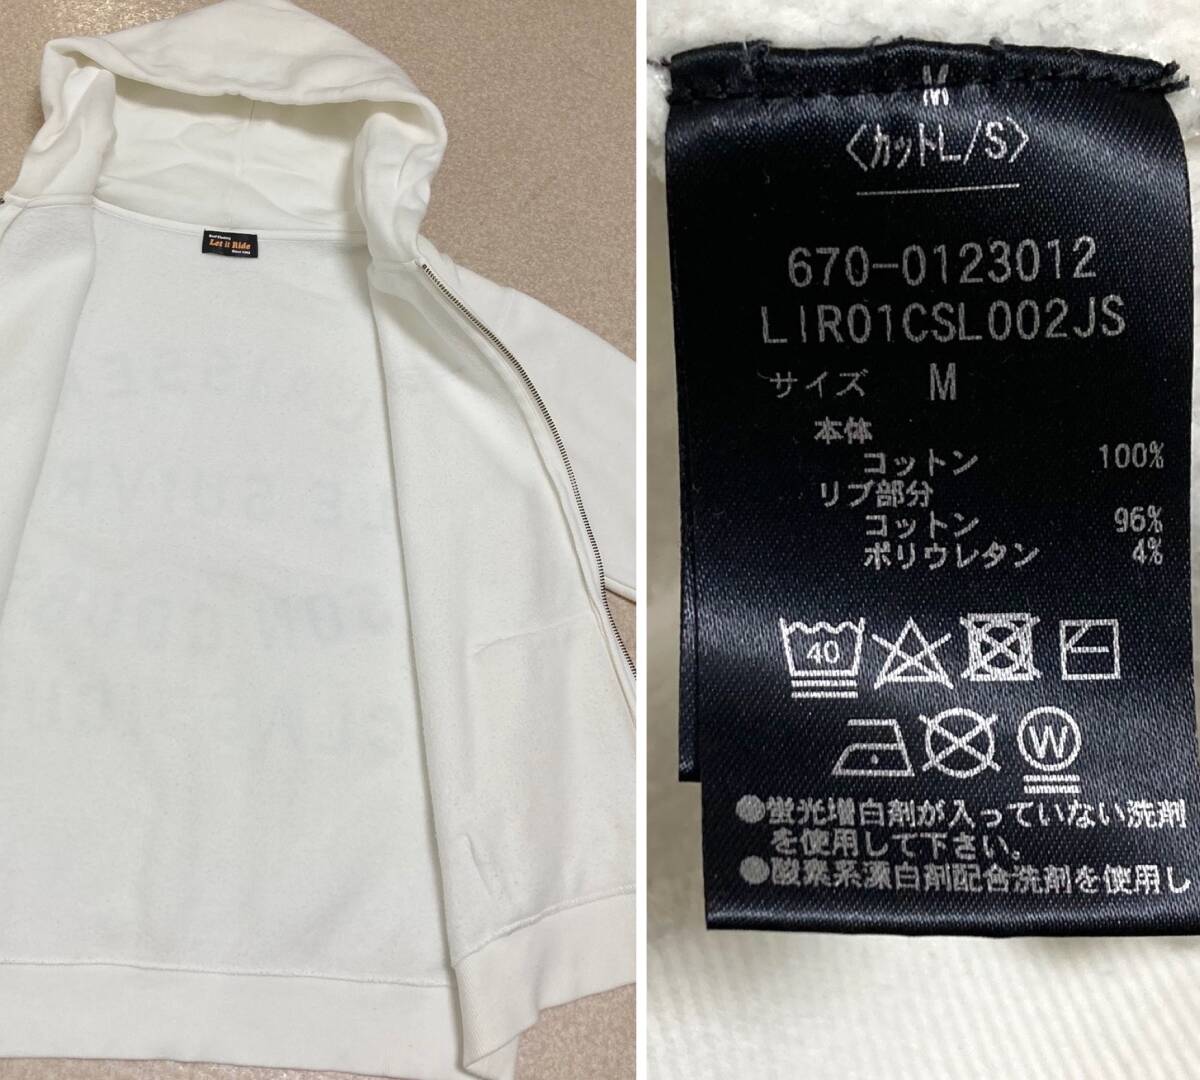 Let it Ride
M
〈カットL/S〉
670-0123012
LIR01CSL002JS
サイズ M
本体
コットン 100%
リブ部分
コットン 96%
ポリウレタン 4%
40
W
●蛍光増白剤が入っていない洗剤
を使用して下さい。
●酸素系漂白剤配合洗剤を使用し